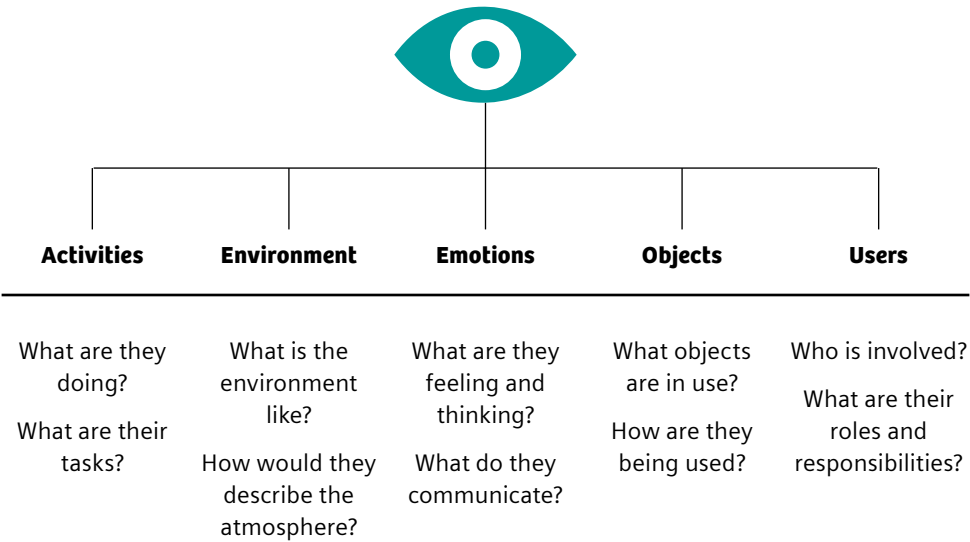 Activities
Environment
Emotions
Objects
Users
What are they
doing?
What are their
tasks?
What is the
environment
like?
How would they
describe the
atmosphere?
What are they
feeling and
thinking?
What do they
communicate?
What objects
are in use?
How are they
being used?
Who is involved?
What are their
roles and
responsibilities?